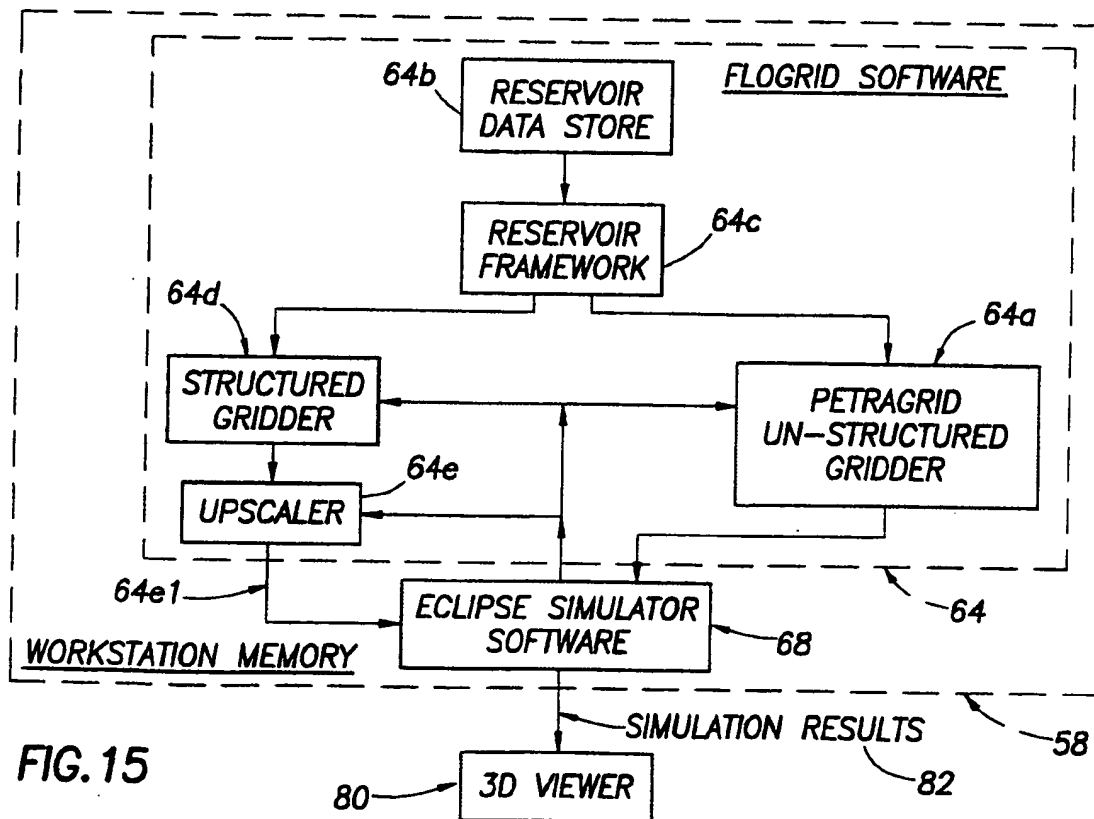 64b
RESERVOIR
DATA STORE
FLOGRID SOFTWARE
RESERVOIR
FRAMEWORK
64c
64d
64a
STRUCTURED
GRIDDER
PETRAGRID
UN-STRUCTURED
GRIDDER
64e
UPSCALER
64e1
ECLIPSE SIMULATOR
SOFTWARE
64
68
WORKSTATION MEMORY
SIMULATION RESULTS
58
82
FIG. 15
80
3D VIEWER